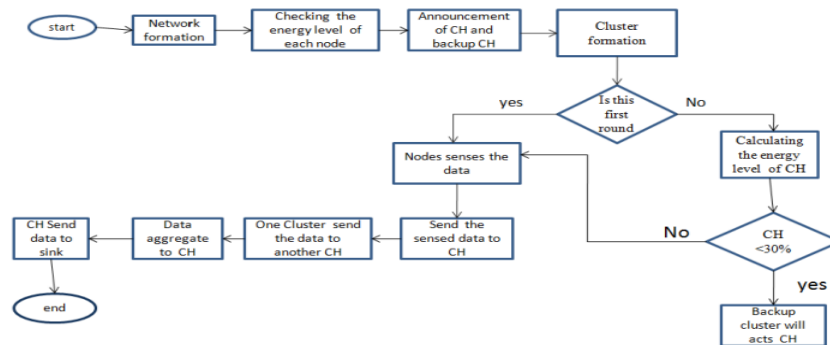 start
Network
formation
Checking the
energy level of
each node
Announcement
of CH and
backup CH
Cluster
formation
Is this
first
round
yes
No
Nodes senses the
data
Calculating
the energy
level of CH
CH
<30%
No
yes
Backup
cluster will
acts CH
Send the
sensed data to
CH
One Cluster send
the data to
another CH
Data
aggregate
to CH
CH Send
data to
sink
end